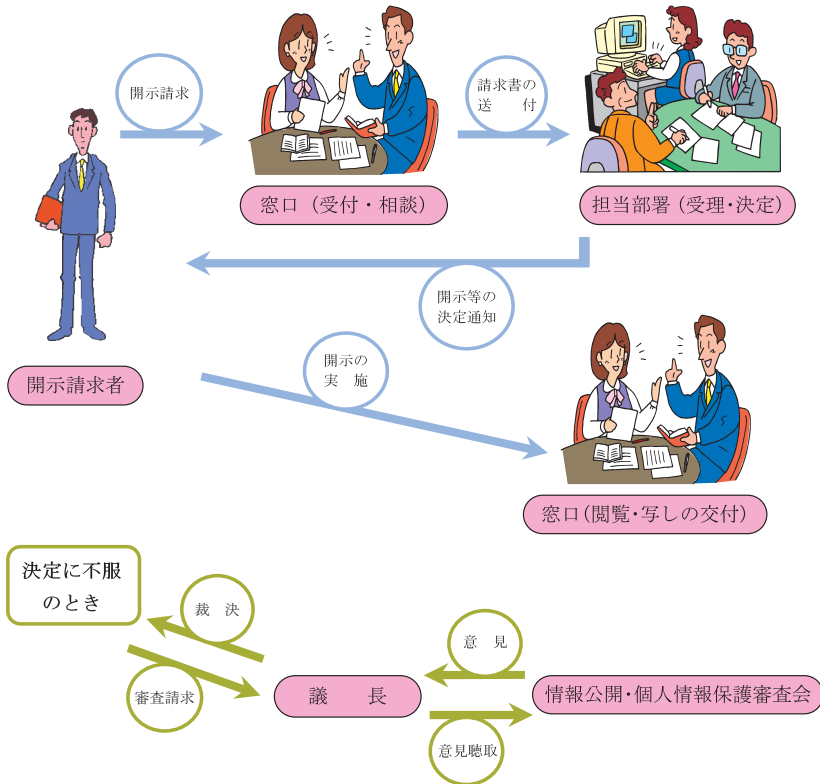 開示請求
請求書の
送　付
窓口（受付・相談）
担当部署（受理・決定）
開示等の
決定通知
開示請求者
開示の
実　施
窓口（閲覧・写しの交付）
決定に不服
のとき
裁　決
審査請求
意　見
議　長
情報公開・個人情報保護審査会
意見聴取